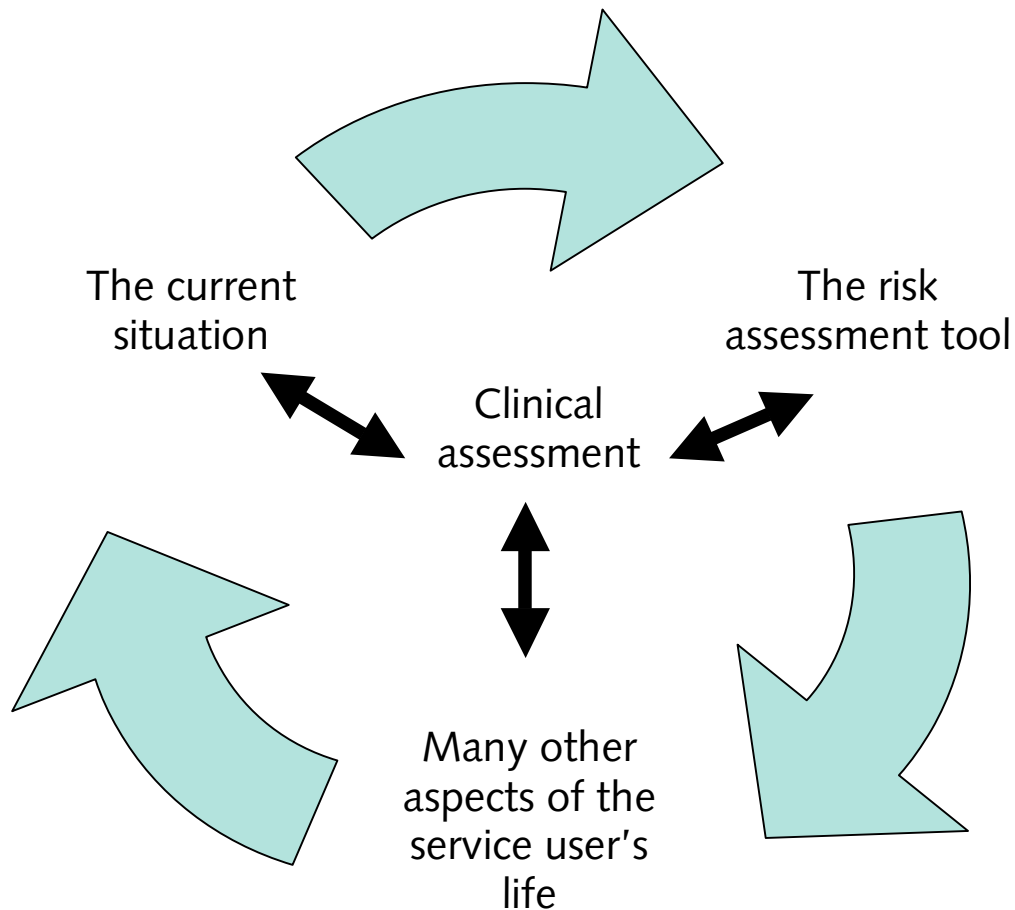 The current
situation
The risk
assessment tool
Clinical
assessment
Many other
aspects of the
service user's
life